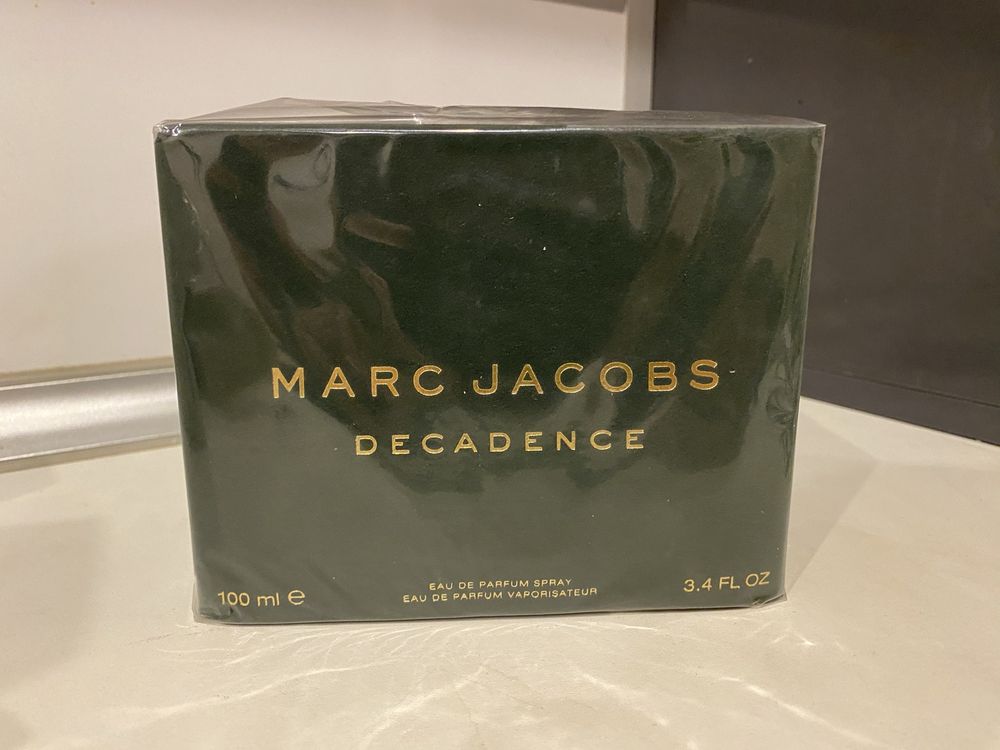 MARC JACOBS
DECADENCE
EAU DE PARFUM SPRAY
EAU DE PARFUM VAPORISATEUR
100 ml ℮
3.4 FL OZ